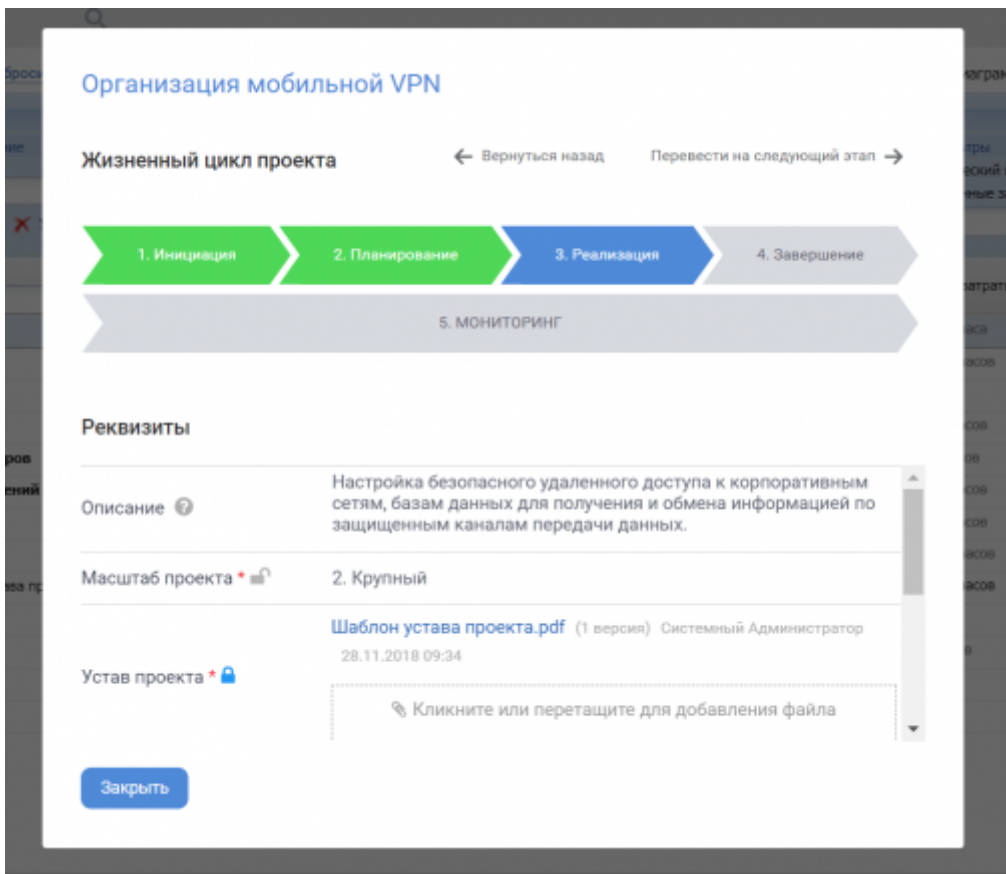 Организация мобильной VPN
Жизненный цикл проекта
← Вернуться назад
Перевести на следующий этап →
1. Инициация
2. Планирование
3. Реализация
4. Завершение
5. МОНИТОРИНГ
Реквизиты
Описание
Настройка безопасного удаленного доступа к корпоративным
сетям, базам данных для получения и обмена информацией по
защищенным каналам передачи данных.
Масштаб проекта *
2. Крупный
Шаблон устава проекта.pdf (1 версия) Системный Администратор
28.11.2018 09:34
Устав проекта *
Кликните или перетащите для добавления файла
Закрыть